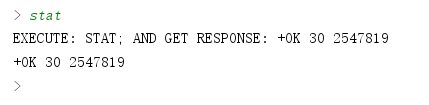 > stat
EXECUTE: STAT; AND GET RESPONSE: +OK 30 2547819
+OK 30 2547819
>